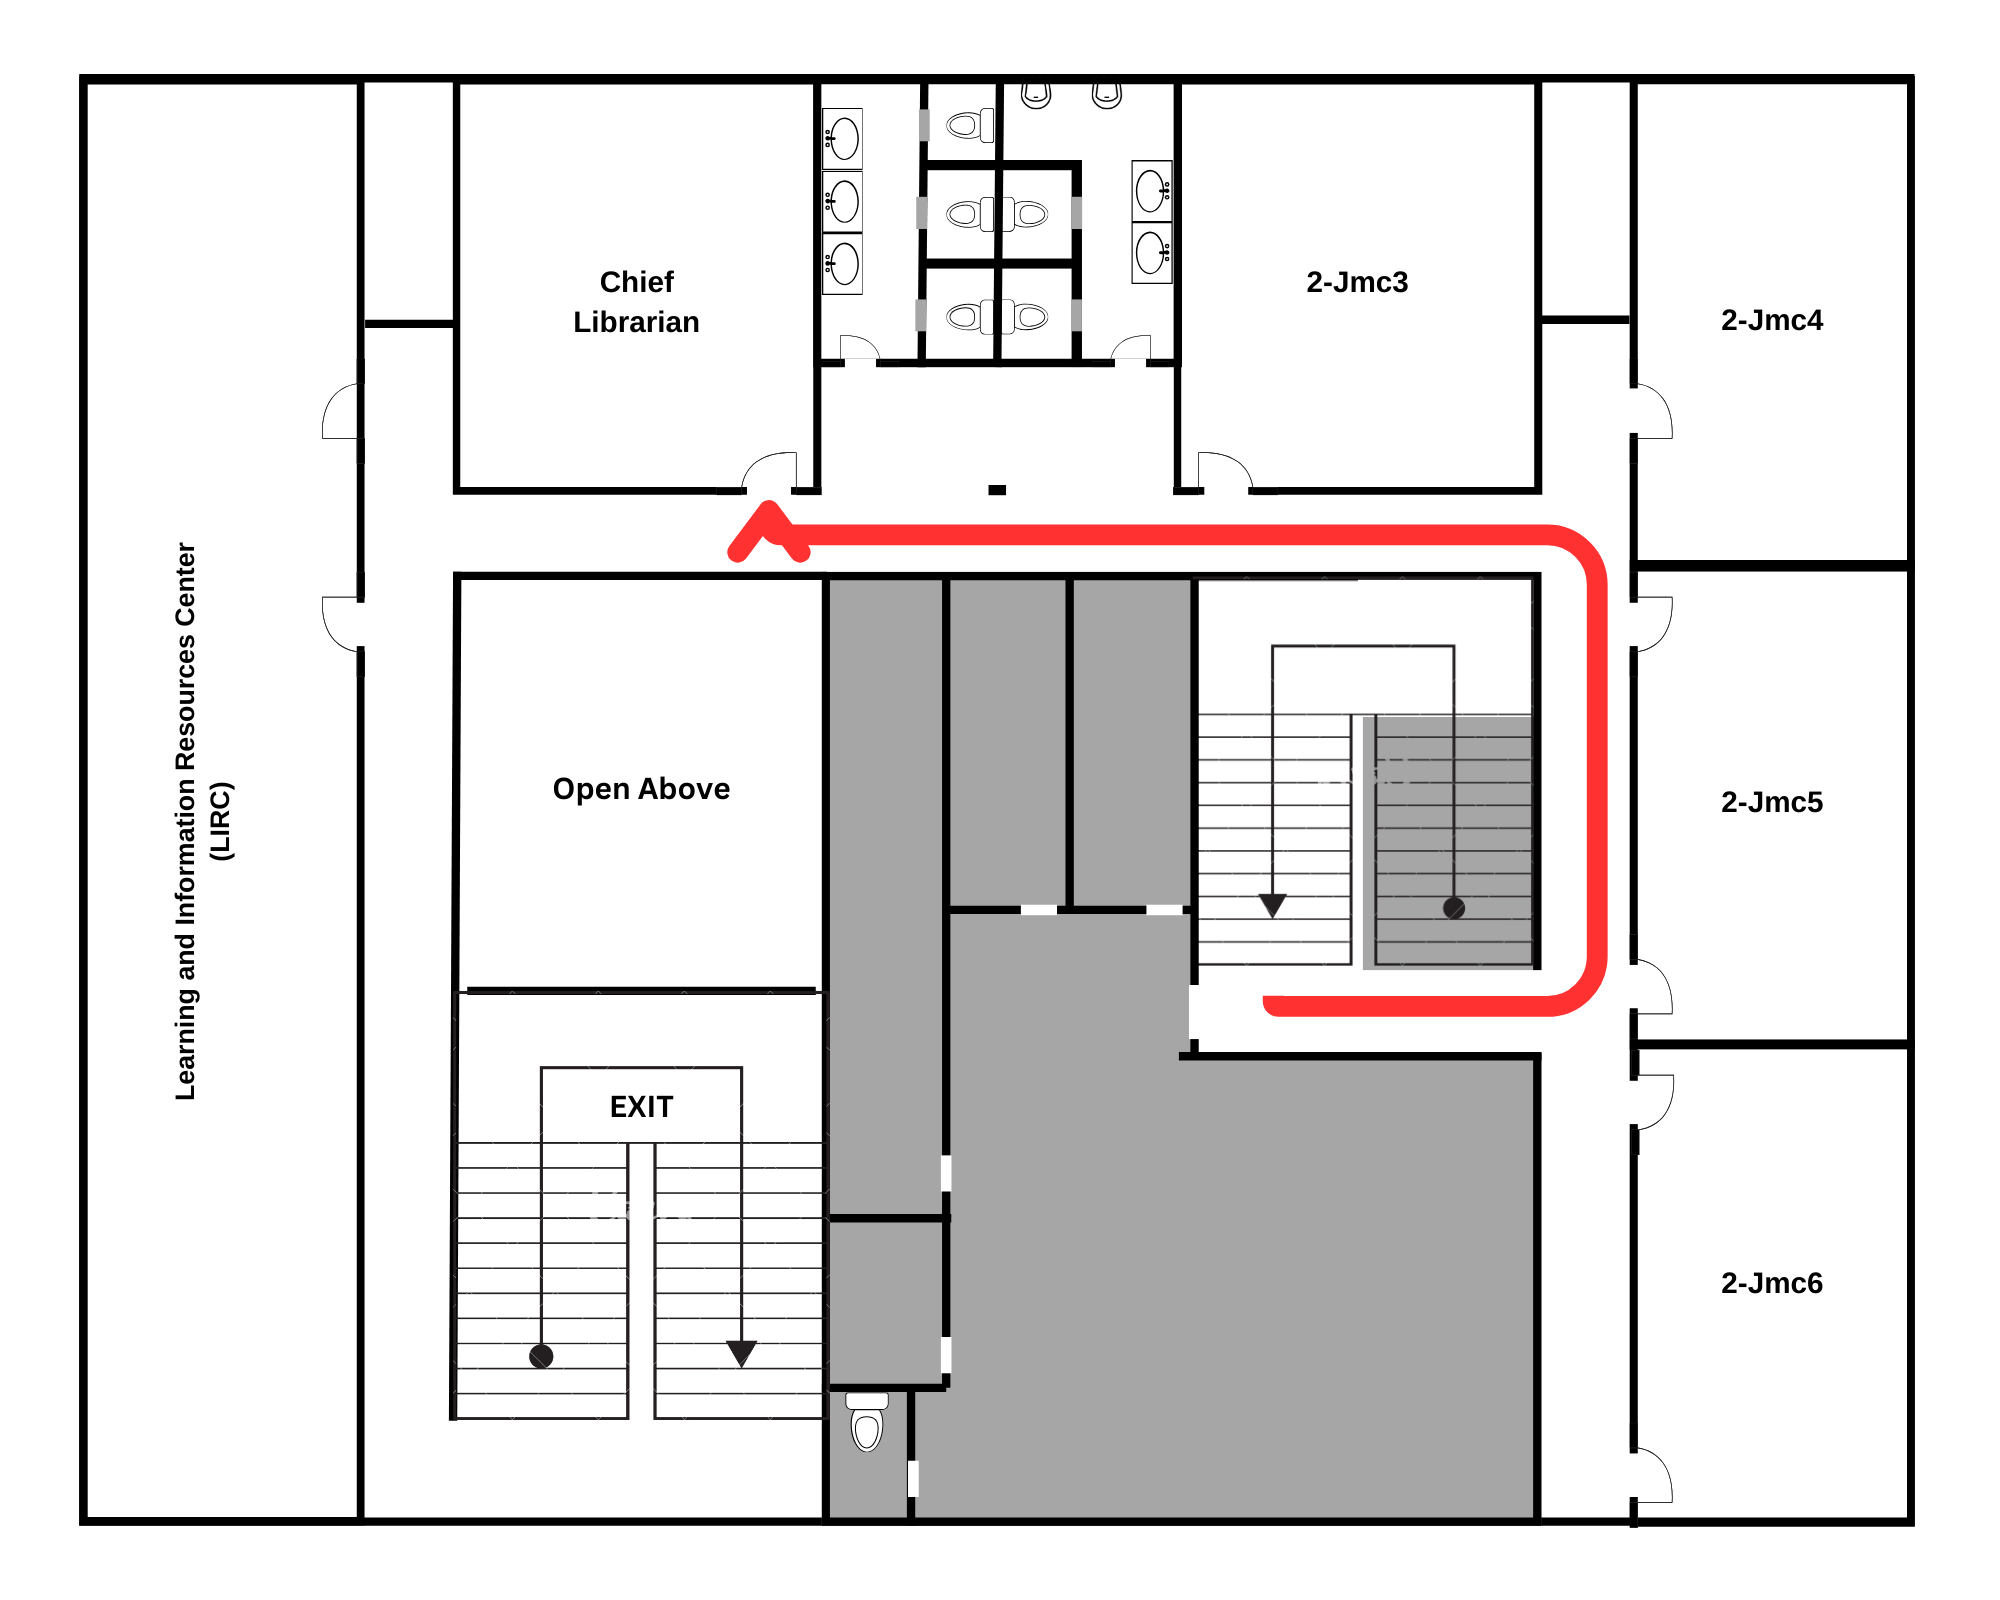 Chief
Librarian
2-Jmc3
2-Jmc4
Learning and Information Resources Center
(LIRC)
Open Above
2-Jmc5
EXIT
2-Jmc6